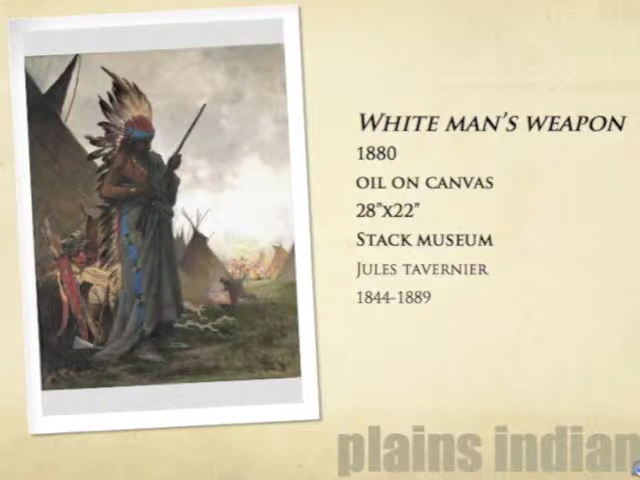 White man's weapon
1880
oil on canvas
28"x22"
Stack museum
Jules tavernier
1844-1889
plains indian